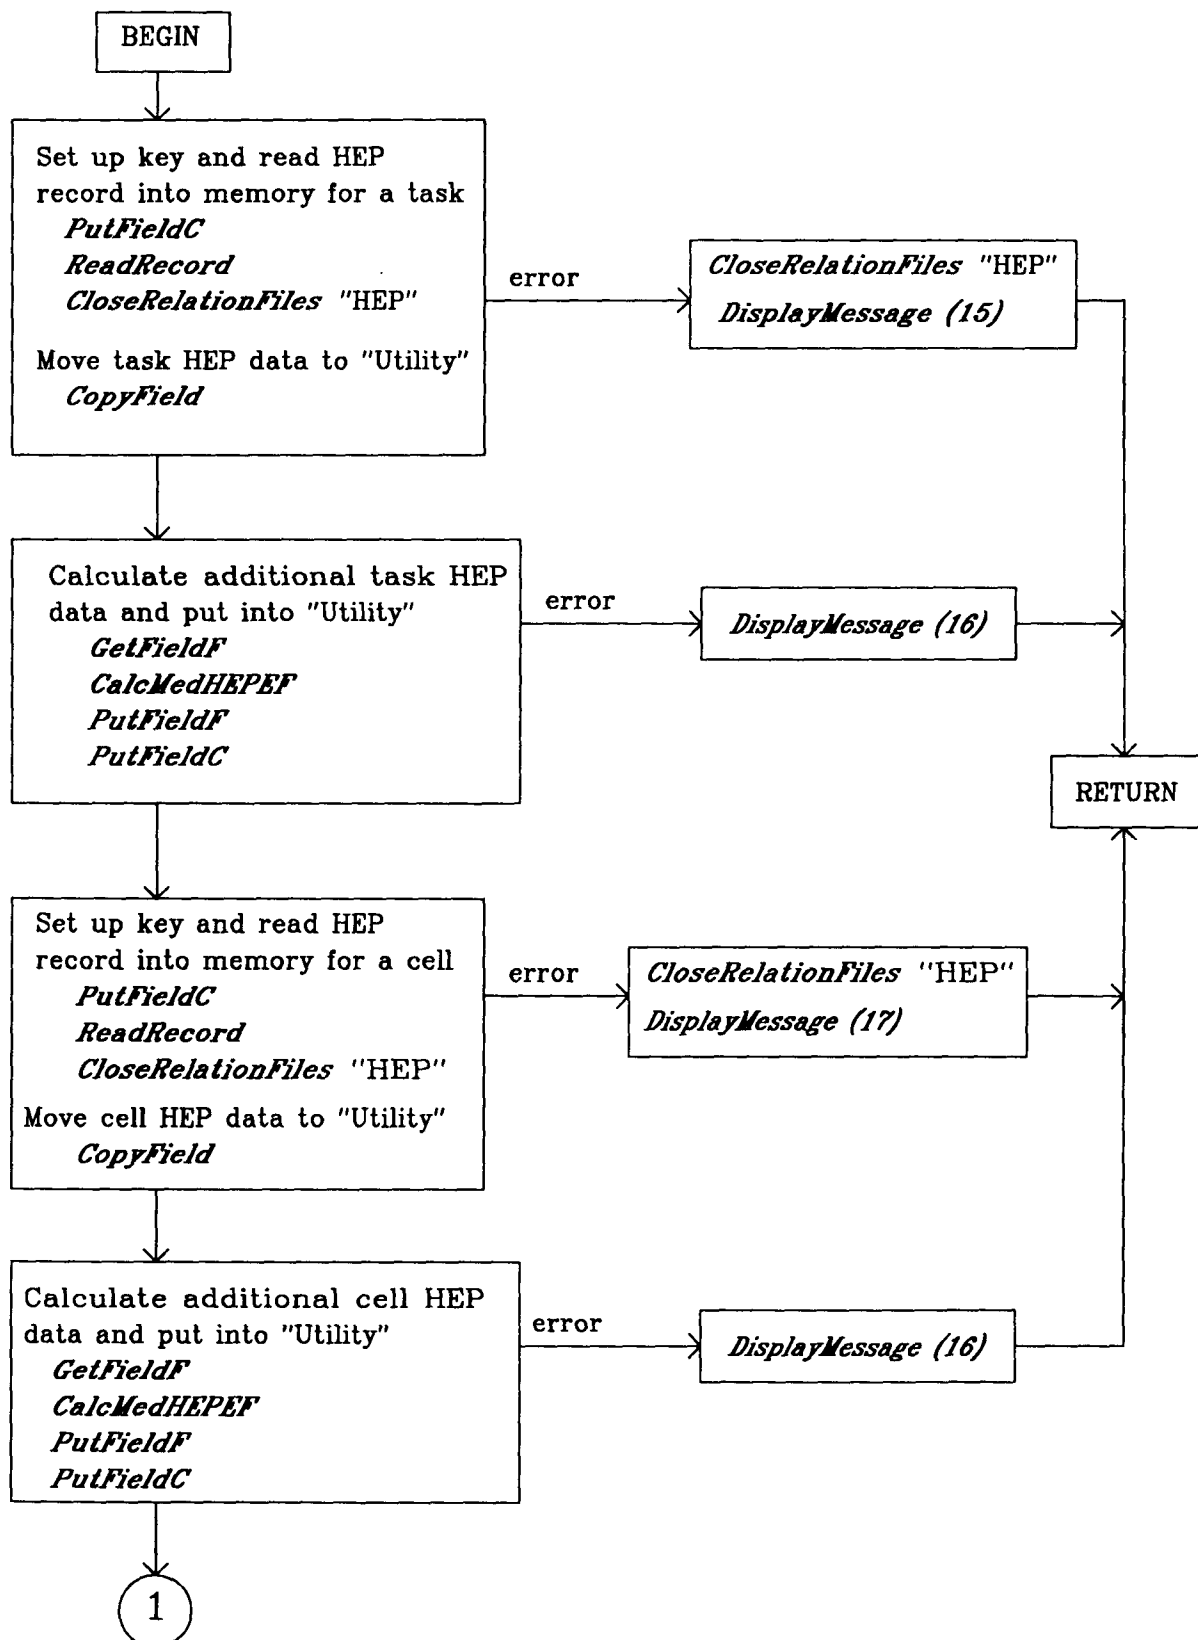 BEGIN
Set up key and read HEP
record into memory for a task
PutFieldC
ReadRecord
CloseRelationFiles "HEP"
Move task HEP data to "Utility"
CopyField
error
CloseRelationFiles "HEP"
DisplayMessage (15)
Calculate additional task HEP
data and put into "Utility"
GetFieldF
CalcMedHEPEF
PutFieldF
PutFieldC
error
DisplayMessage (16)
RETURN
Set up key and read HEP
record into memory for a cell
PutFieldC
ReadRecord
CloseRelationFiles "HEP"
Move cell HEP data to "Utility"
CopyField
error
CloseRelationFiles "HEP"
DisplayMessage (17)
Calculate additional cell HEP
data and put into "Utility"
GetFieldF
CalcMedHEPEF
PutFieldF
PutFieldC
error
DisplayMessage (16)
1